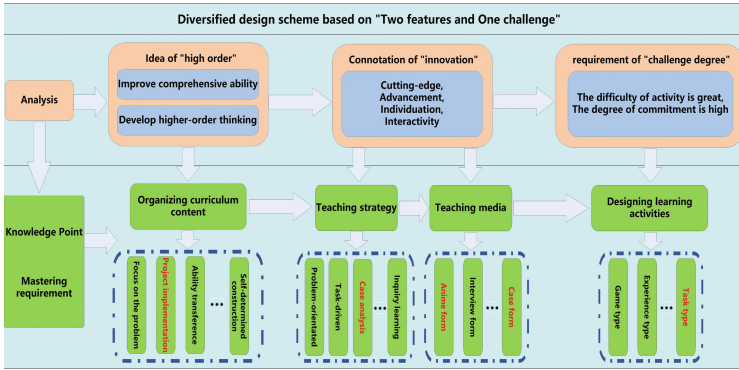 Diversified design scheme based on "Two features and One challenge"
Analysis
Idea of "high order"
Improve comprehensive ability
Develop higher-order thinking
Connotation of "innovation"
Cutting-edge,
Advancement,
Individuation,
Interactivity
requirement of "challenge degree"
The difficulty of activity is great,
The degree of commitment is high
Knowledge Point
Mastering
requirement
Organizing curriculum
content
Teaching strategy
Teaching media
Designing learning
activities
Focus on the problem
Project implementation
Ability transference
...
Self-determined
construction
Problem-orientated
Task-driven
Case analysis
...
Inquiry learning
Anime form
Interview form
...
Case form
Game type
Experience type
...
Task type